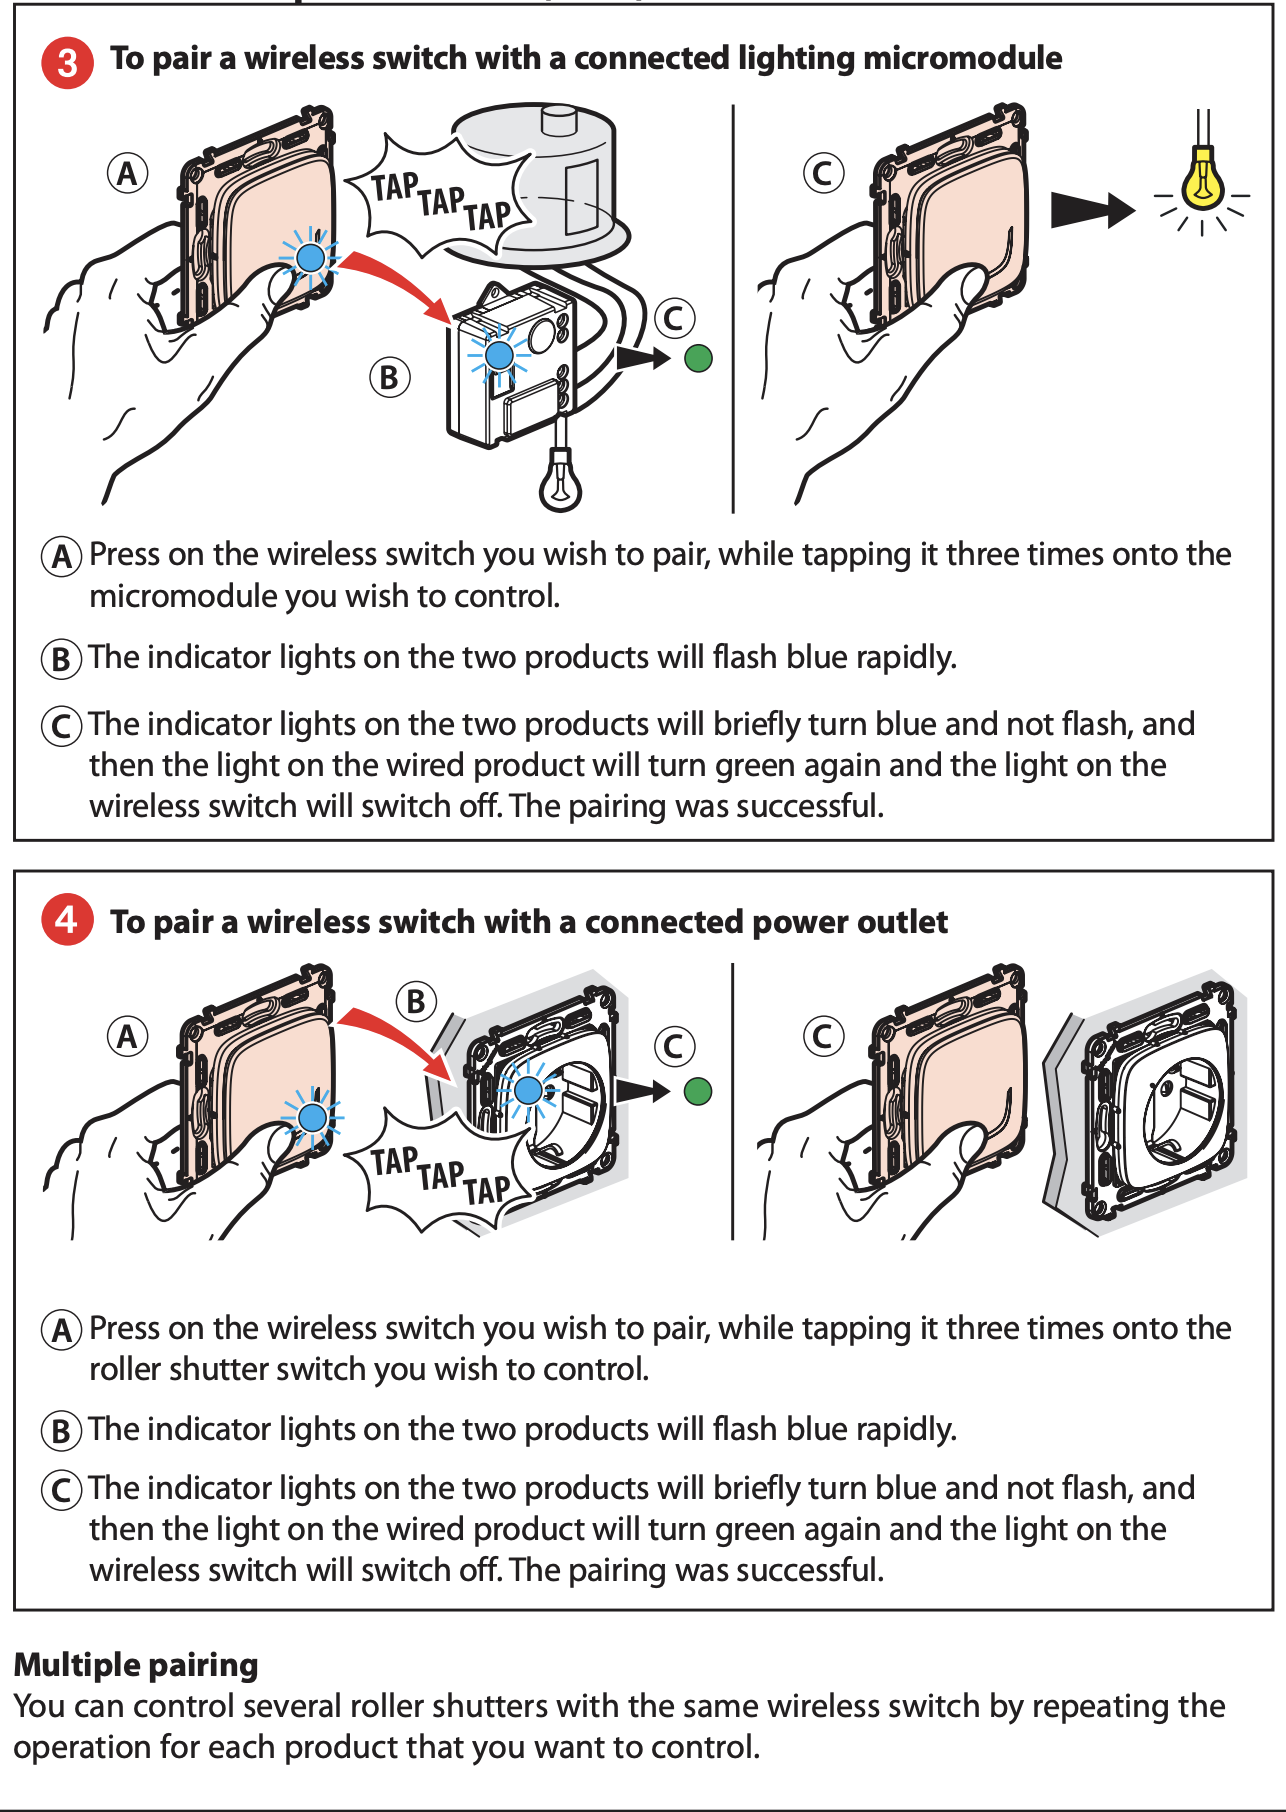 3 To pair a wireless switch with a connected lighting micromodule
A
TAP TAP TAP
B
C
C
A Press on the wireless switch you wish to pair, while tapping it three times onto the
micromodule you wish to control.
B The indicator lights on the two products will flash blue rapidly.
C The indicator lights on the two products will briefly turn blue and not flash, and
then the light on the wired product will turn green again and the light on the
wireless switch will switch off. The pairing was successful.
4 To pair a wireless switch with a connected power outlet
A
B
TAP TAP TAP
C
C
A Press on the wireless switch you wish to pair, while tapping it three times onto the
roller shutter switch you wish to control.
B The indicator lights on the two products will flash blue rapidly.
C The indicator lights on the two products will briefly turn blue and not flash, and
then the light on the wired product will turn green again and the light on the
wireless switch will switch off. The pairing was successful.
Multiple pairing
You can control several roller shutters with the same wireless switch by repeating the
operation for each product that you want to control.